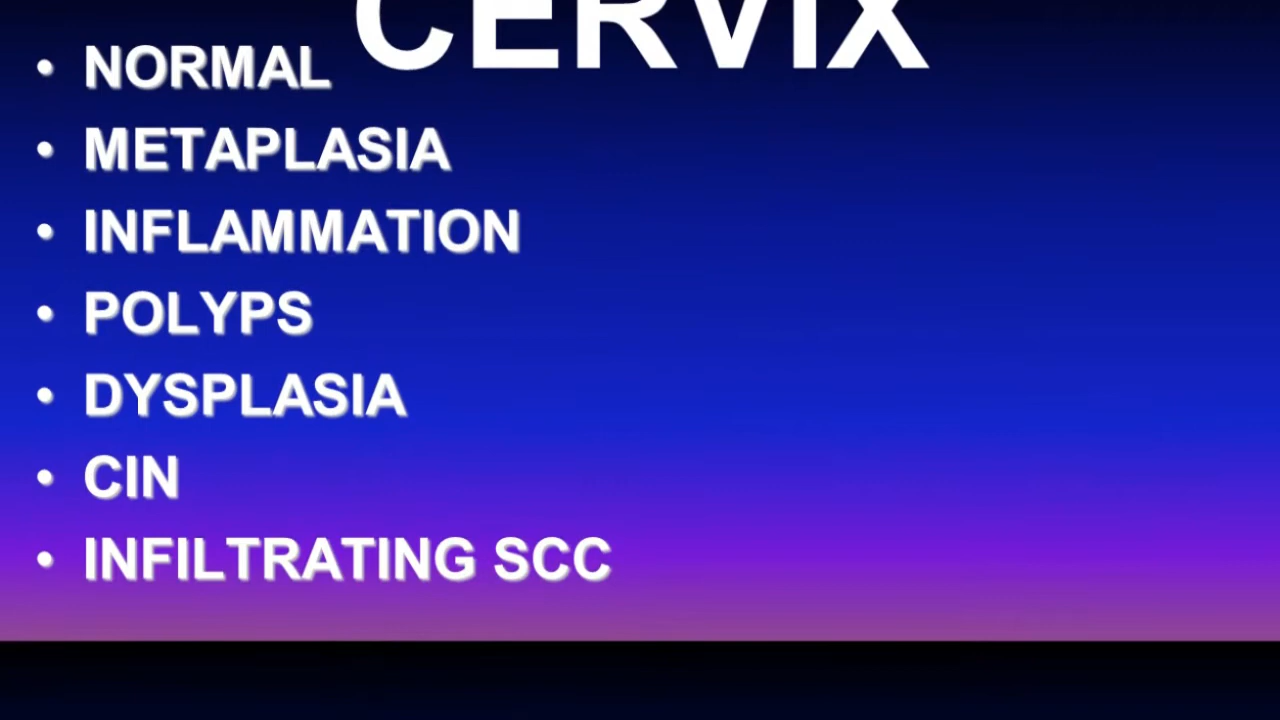 CERVIX
• NORMAL
• METAPLASIA
• INFLAMMATION
• POLYPS
• DYSPLASIA
• CIN
• INFILTRATING SCC